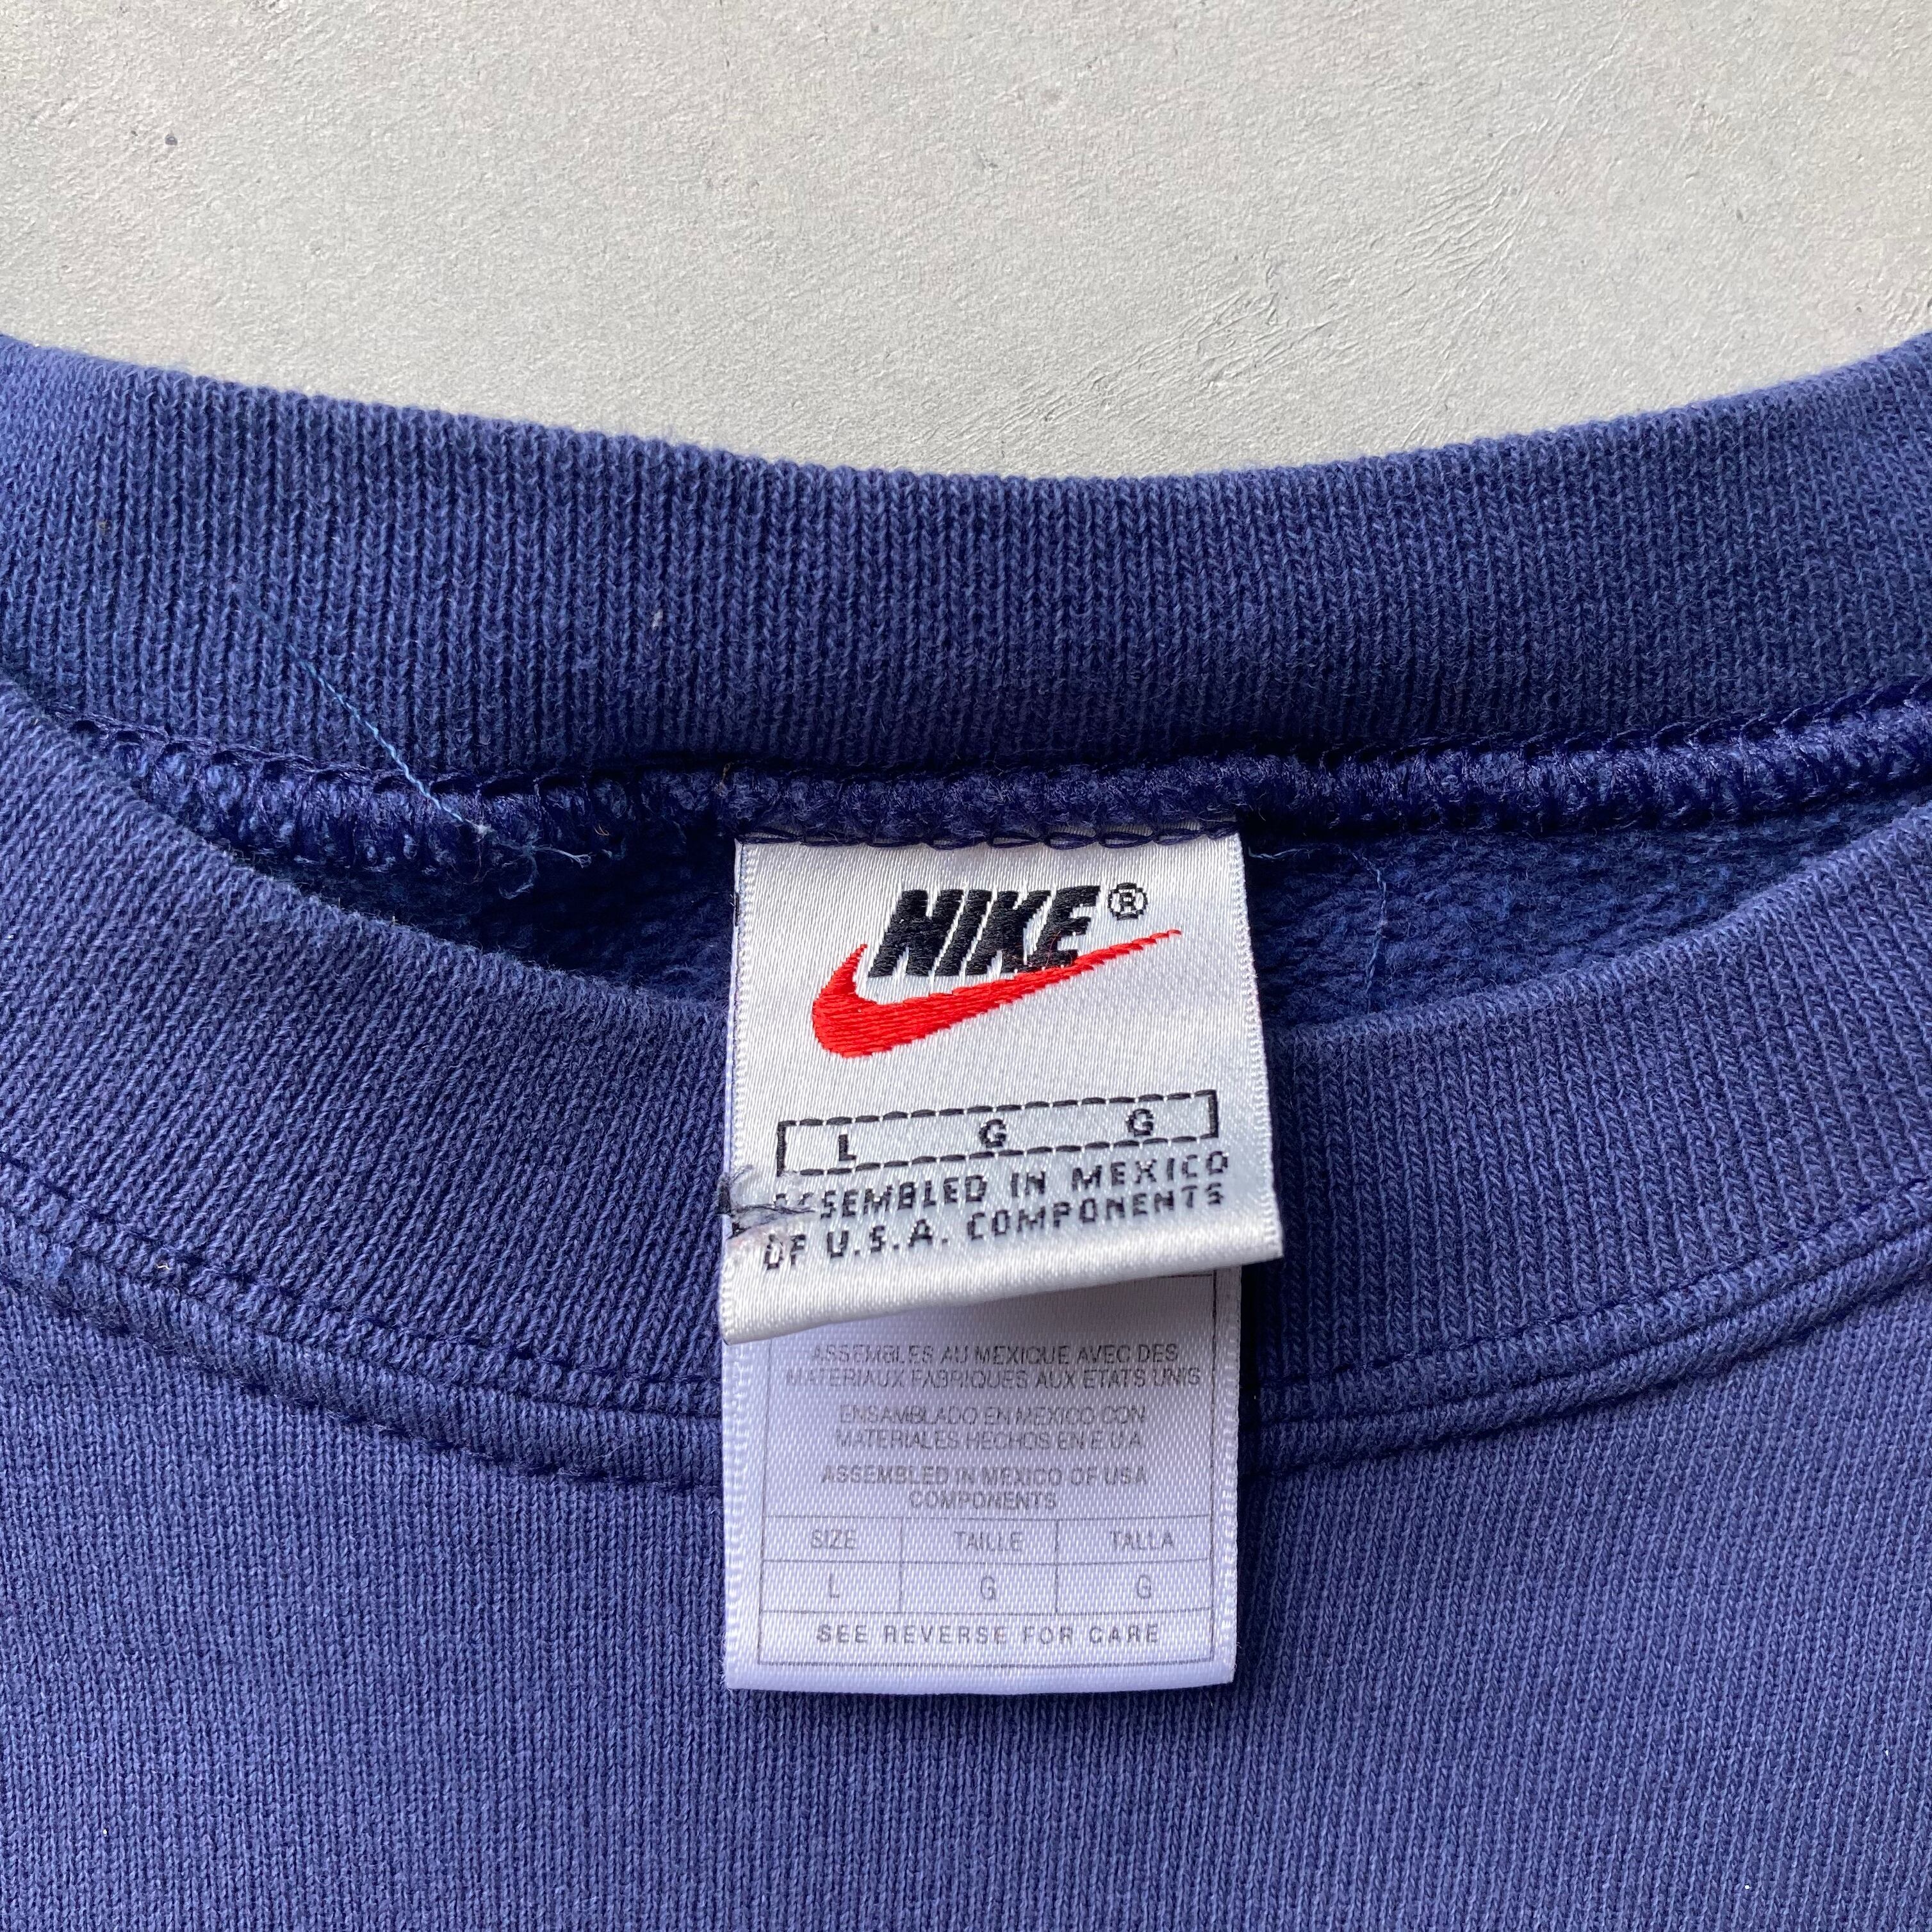 NIKE®
L G G
ASSEMBLED IN MEXICO
OF U.S.A. COMPONENTS
ASSEMBLES AU MEXIQUE AVEC DES
MATERIAUX FABRIQUES AUX ETATS UNIS
ENSAMBLADO EN MEXICO CON
MATERIALES HECHOS EN E.U.A
ASSEMBLED IN MEXICO OF USA
COMPONENTS
SIZE TAILLE TALLA
L G G
SEE REVERSE FOR CARE